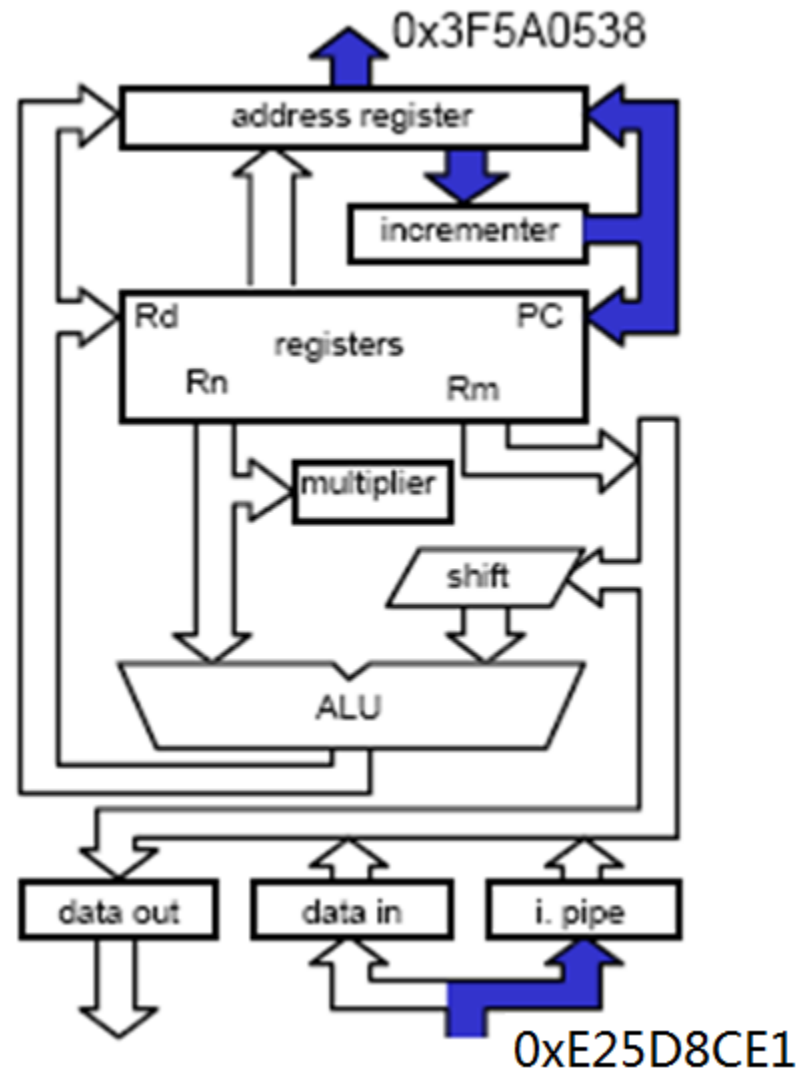 0x3F5A0538
address register
incrementer
Rd
PC
registers
Rn
Rm
multiplier
shift
ALU
data out
data in
i. pipe
0xE25D8CE1